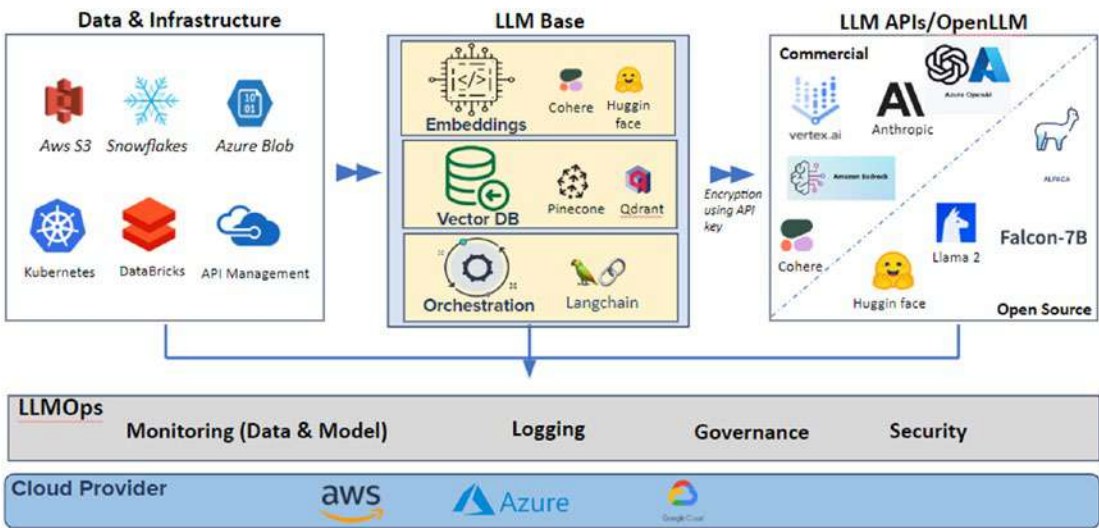 Data & Infrastructure
LLM Base
LLM APIs/OpenLLM
Aws S3
Snowflakes
Azure Blob
Kubernetes
DataBricks
API Management
</>
Embeddings
Cohere
Huggin
face
Vector DB
Pinecone
Qdrant
Orchestration
Langchain
Encryption
using API
key
Commercial
vertex.ai
Anthropic
Azure OpenAI
Amazon Bedrock
Cohere
ALPACA
Llama 2
Falcon-7B
Huggin face
Open Source
LLMOps
Monitoring (Data & Model)
Logging
Governance
Security
Cloud Provider
aws
Azure
Google Cloud
10
01